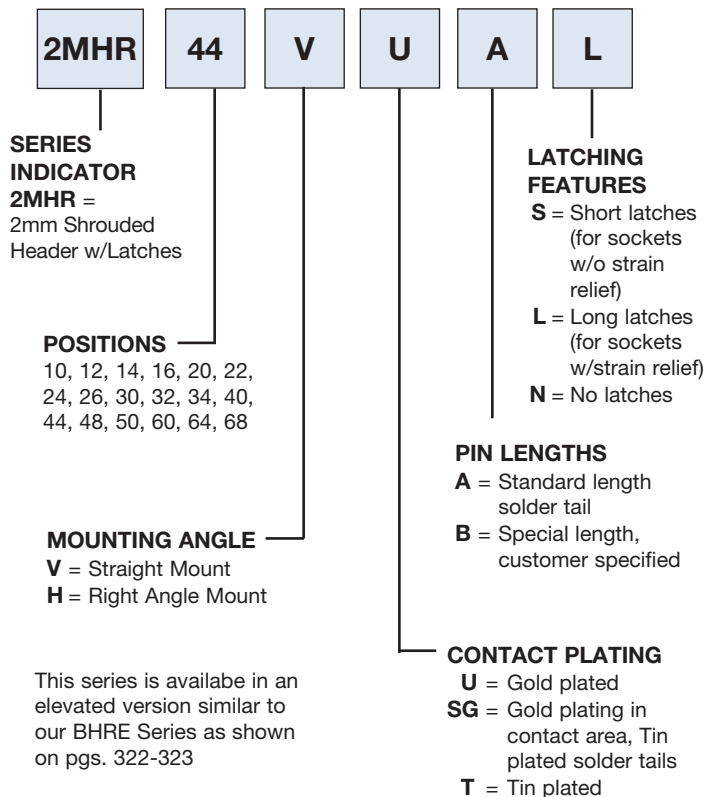 2MHR 44 V U A L
SERIES
INDICATOR
2MHR =
2mm Shrouded
Header w/Latches
LATCHING
FEATURES
S = Short latches
(for sockets
w/o strain
relief)
L = Long latches
(for sockets
w/strain relief)
N = No latches
POSITIONS
10, 12, 14, 16, 20, 22,
24, 26, 30, 32, 34, 40,
44, 48, 50, 60, 64, 68
PIN LENGTHS
A = Standard length
solder tail
B = Special length,
customer specified
MOUNTING ANGLE
V = Straight Mount
H = Right Angle Mount
CONTACT PLATING
U = Gold plated
SG = Gold plating in
contact area, Tin
plated solder tails
T = Tin plated
This series is availabe in an
elevated version similar to
our BHRE Series as shown
on pgs. 322-323